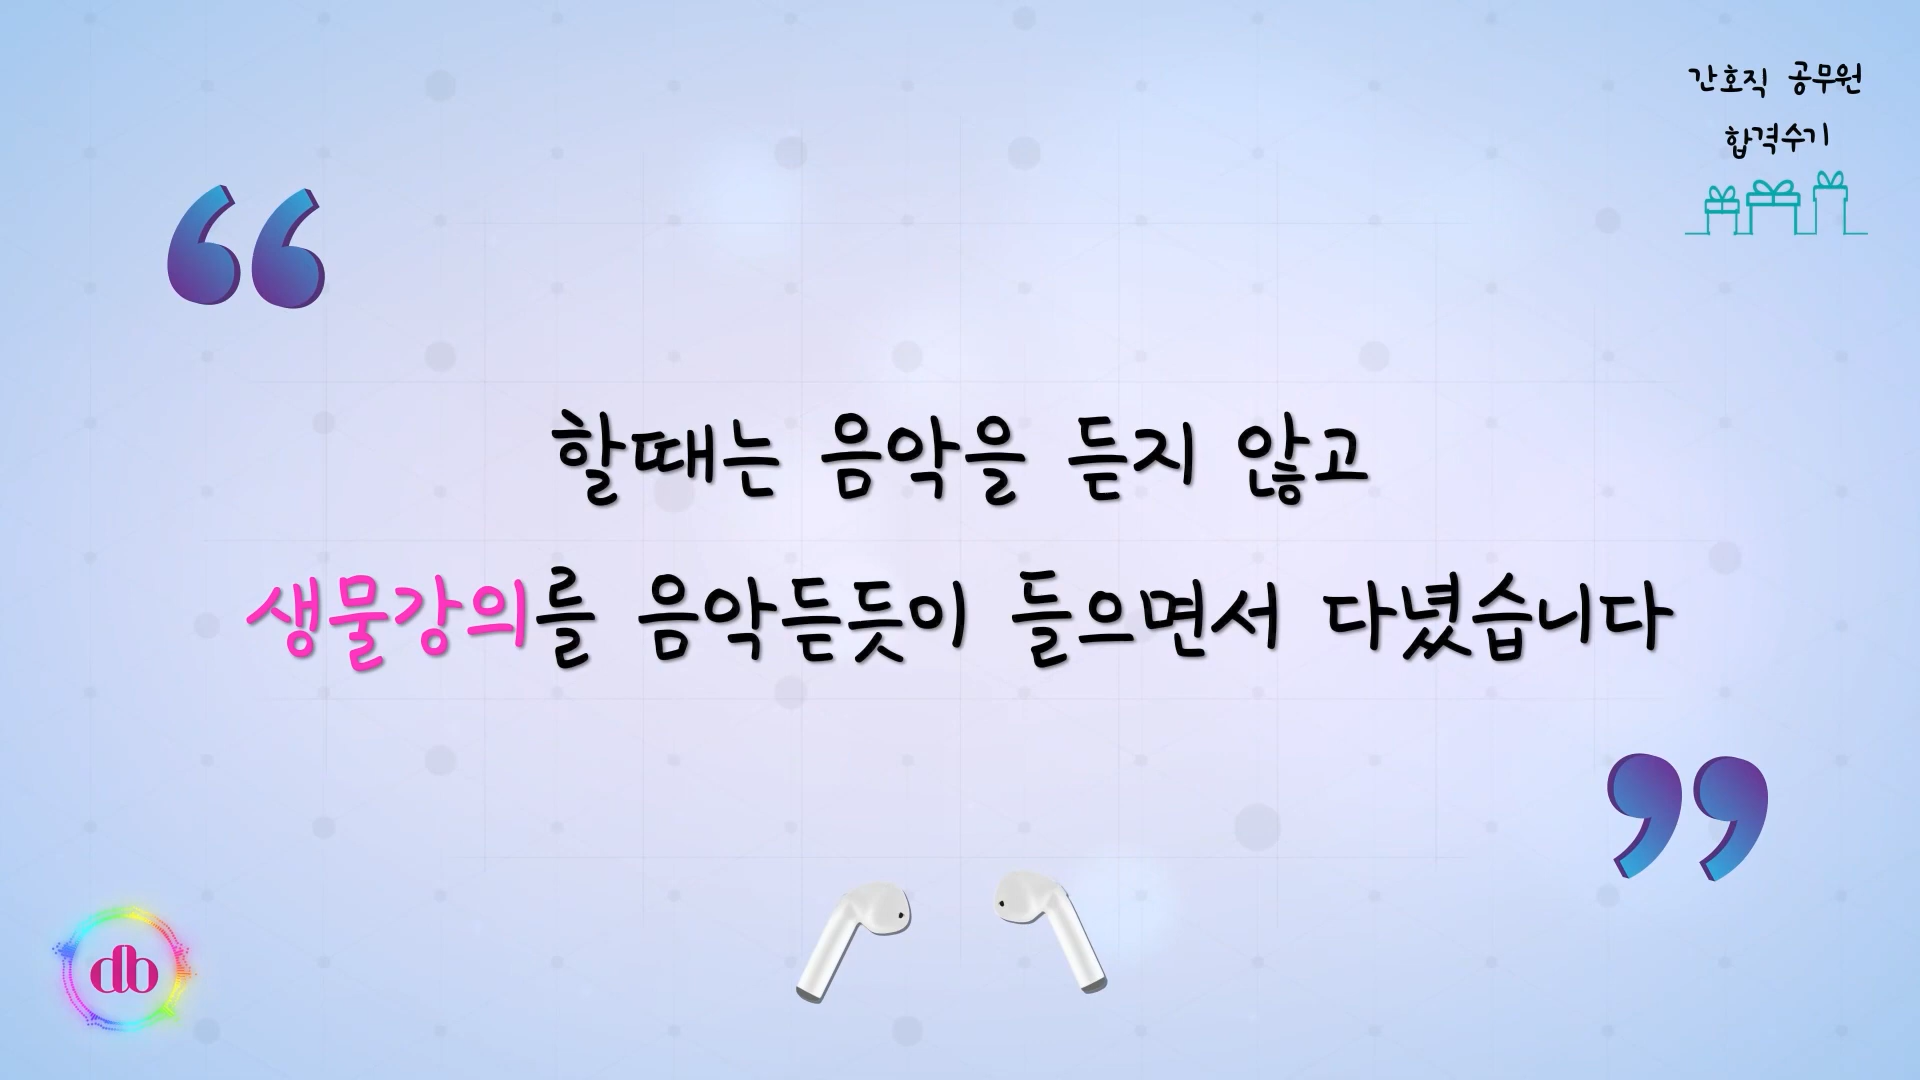 간호직 공무원
합격수기
할때는 음악을 듣지 않고
생물강의를 음악듣듯이 들으면서 다녔습니다
db